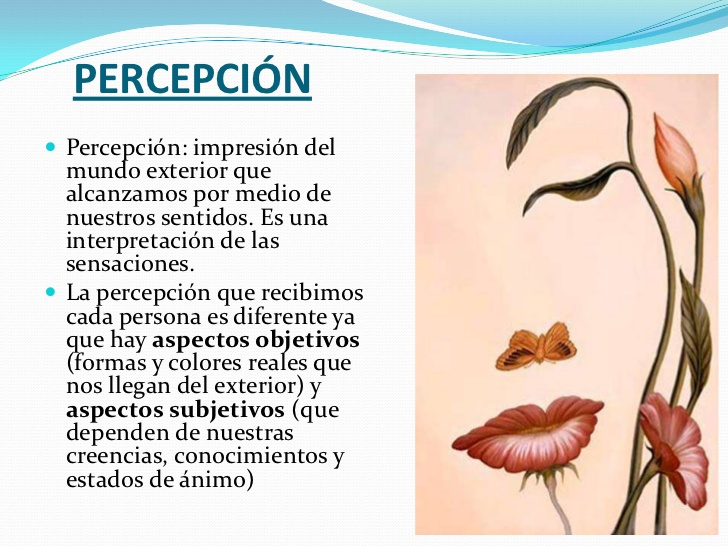 PERCEPCIÓN
• Percepción: impresión del
mundo exterior que
alcanzamos por medio de
nuestros sentidos. Es una
interpretación de las
sensaciones.
• La percepción que recibimos
cada persona es diferente ya
que hay aspectos objetivos
(formas y colores reales que
nos llegan del exterior) y
aspectos subjetivos (que
dependen de nuestras
creencias, conocimientos y
estados de ánimo)